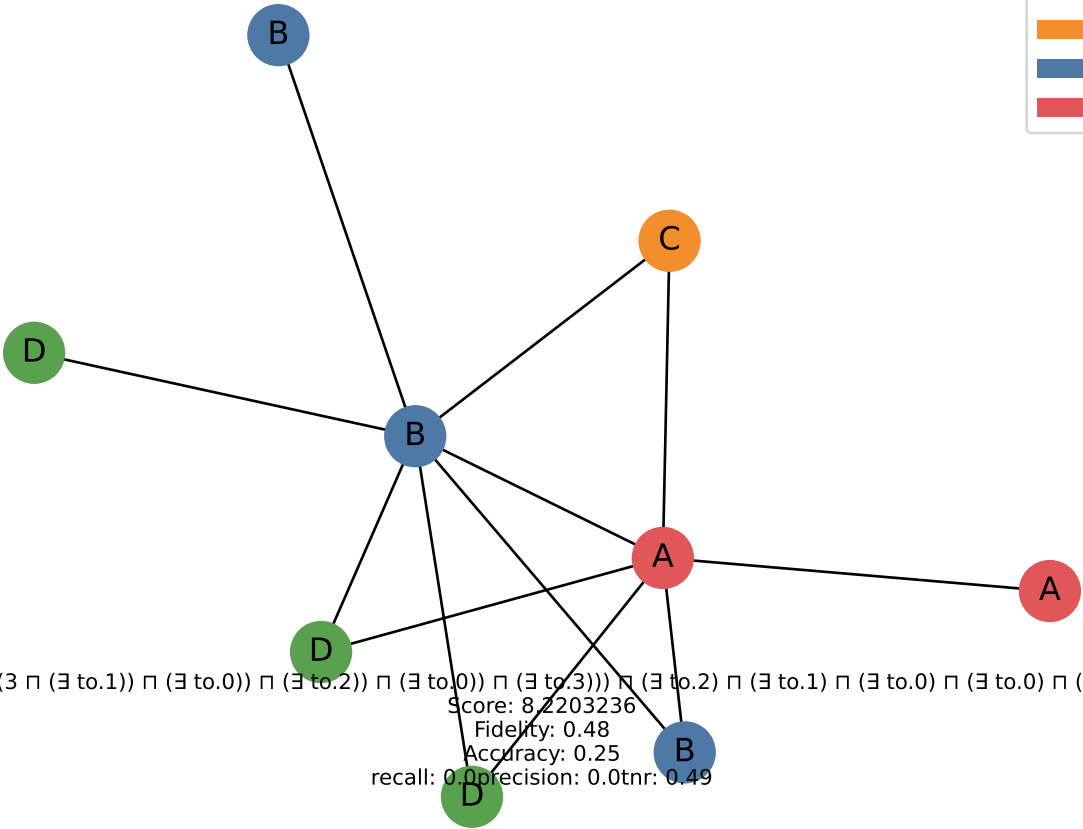 B
C
D
B
A
A
D
(3 ⊓ (∃ to.1)) ⊓ (∃ to.0)) ⊓ (∃ to.2)) ⊓ (∃ to.0)) ⊓ (∃ to.3))) ⊓ (∃ to.2) ⊓ (∃ to.1) ⊓ (∃ to.0) ⊓ (∃ to.0) ⊓ (
Score: 8.2203236
Fidelity: 0.48
B
Accuracy: 0.25
recall: 0.0precision: 0.0tnr: 0.49
D